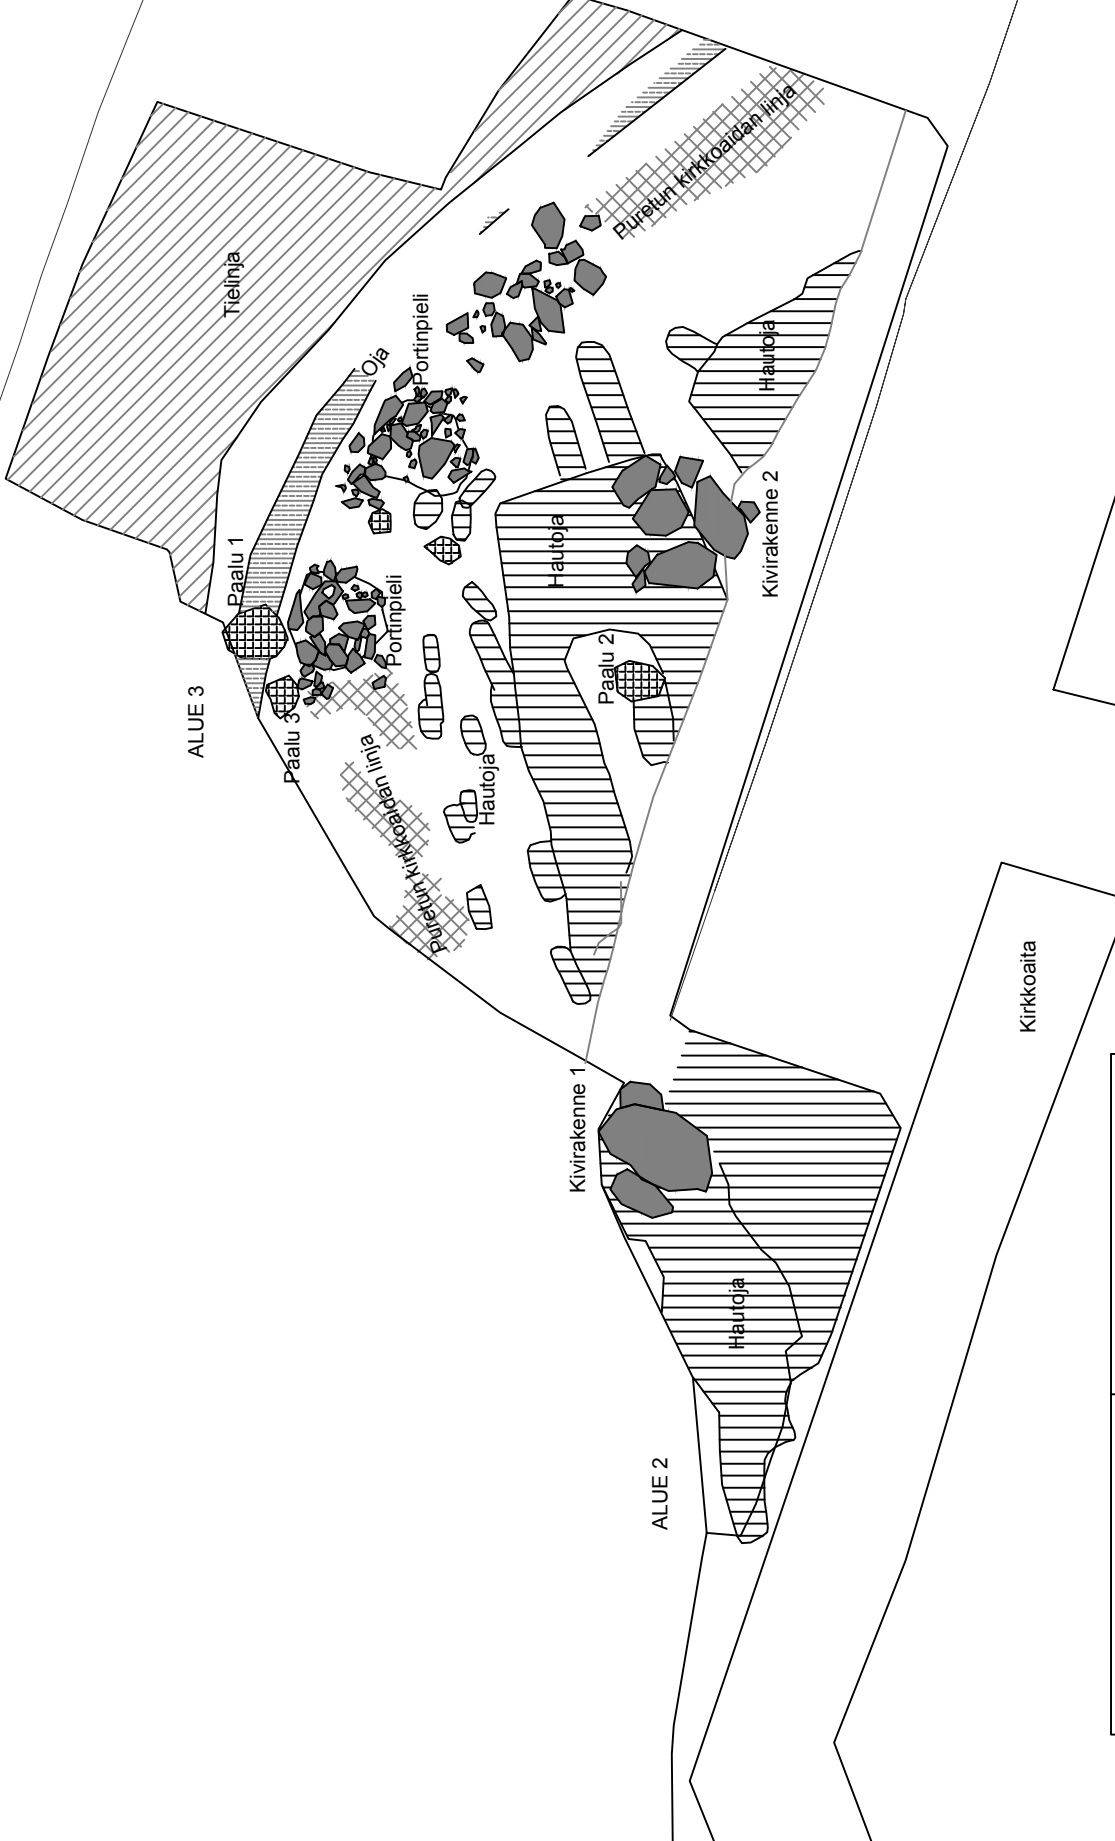 Tielinja
Puretun kirkkoaidan linja
Oja
Portinpieli
Hautoja
Paalu 1
Hautoja
Kivirakenne 2
Portinpieli
Paalu 2
ALUE 3
Paalu 3
Puretun kirkkoaidan linja
Hautoja
Kirkkoaita
Kivirakenne 1
Hautoja
ALUE 2